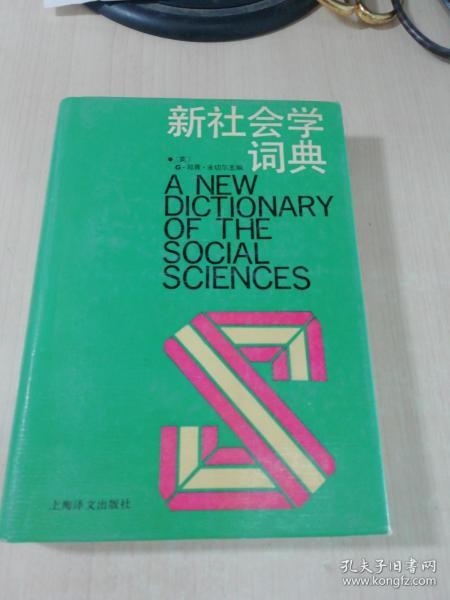 新社会学
词典
[英]
G·邓肯·米切尔主编
A NEW
DICTIONARY
OF THE
SOCIAL
SCIENCES
上海译文出版社
孔夫子旧书网
www.kongfz.com